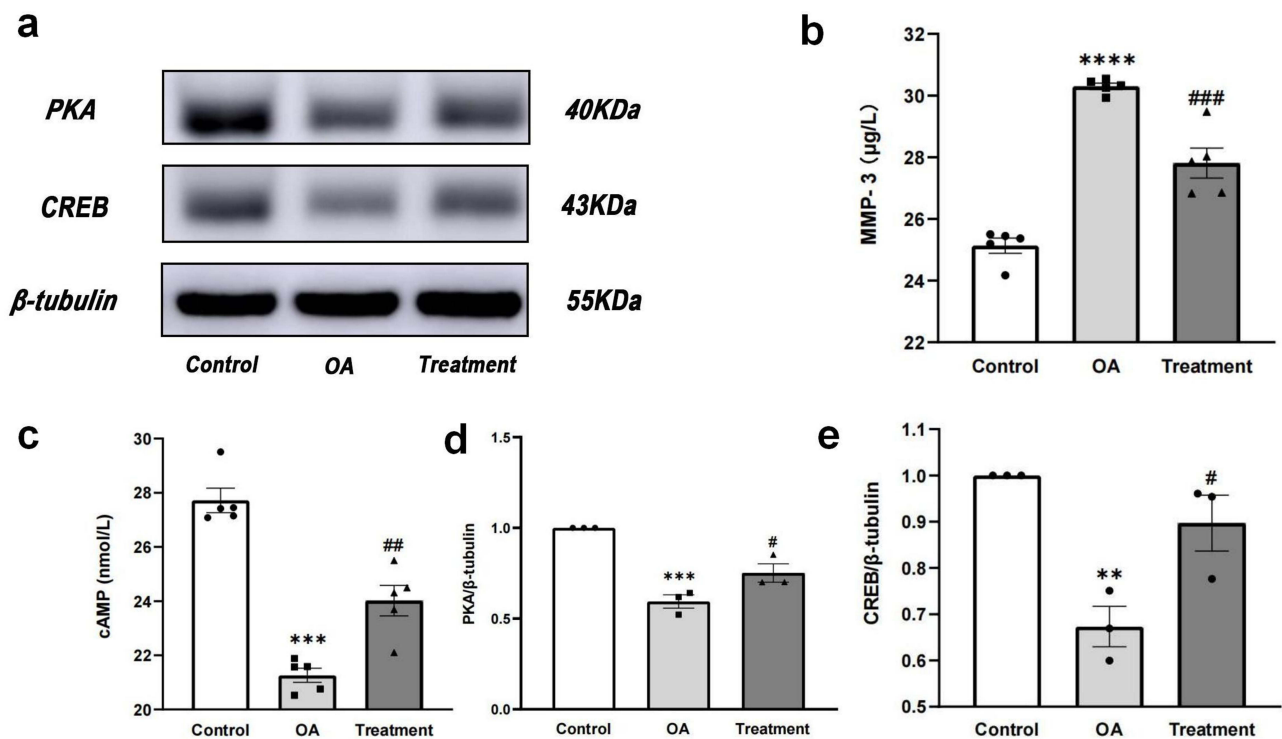 a
PKA
40KDa
CREB
43KDa
β-tubulin
55KDa
Control OA Treatment
b
MMP- 3 (μg/L)
32
30
28
26
24
22
****
###
Control OA Treatment
c
cAMP (nmol/L)
30
28
26
24
22
20
***
##
Control OA Treatment
d
PKA/β-tubulin
1.5
1.0
0.5
0.0
***
#
Control OA Treatment
e
CREB/β-tubulin
1.1
1.0
0.9
0.8
0.7
0.6
0.5
**
#
Control OA Treatment